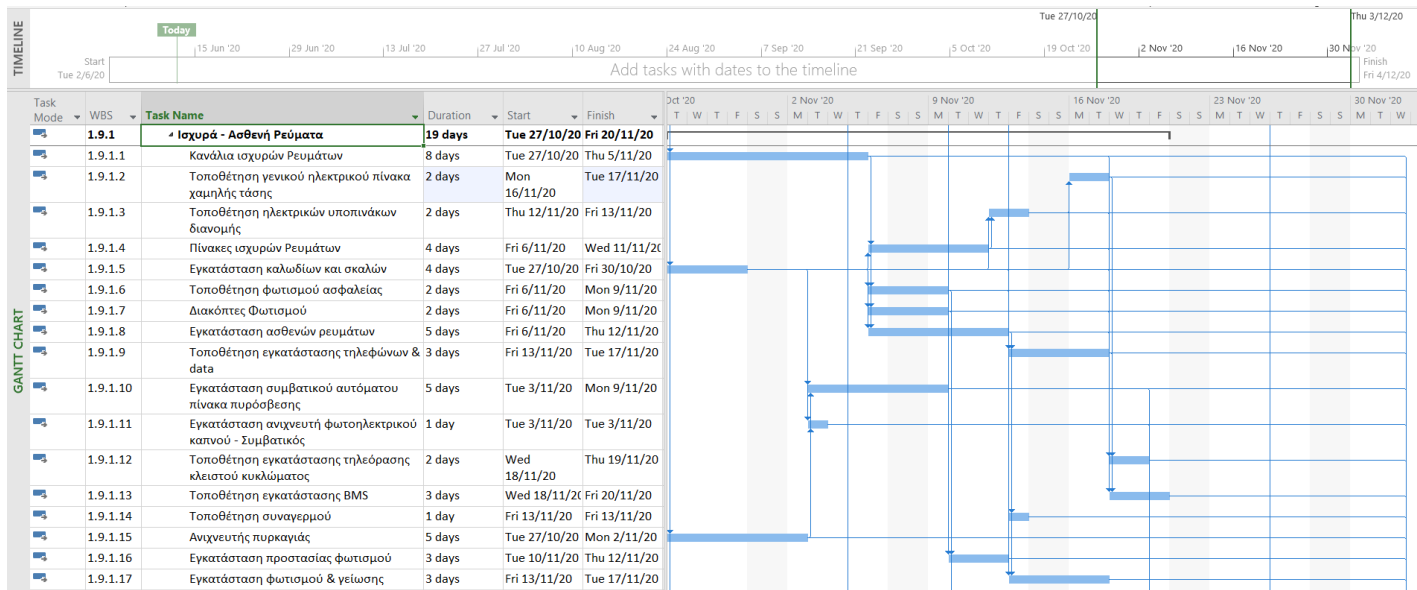 TIMELINE
Tue 27/10/20 Thu 3/12/20
Today
15 Jun '20 29 Jun '20 13 Jul '20 27 Jul '20 10 Aug '20 24 Aug '20 7 Sep '20 21 Sep '20 5 Oct '20 19 Oct '20 2 Nov '20 16 Nov '20 30 Nov '20
Start
Tue 2/6/20
Add tasks with dates to the timeline
Finish
Fri 4/12/20
GANTT CHART
Task
Mode WBS Task Name Duration Start Finish
Oct '20 2 Nov '20 9 Nov '20 16 Nov '20 23 Nov '20 30 Nov '20
T W T F S S M T W T F S S M T W T F S S M T W T F S S M T W T F S S M T W
1.9.1 Ισχυρά - Ασθενή Ρεύματα 19 days Tue 27/10/20 Fri 20/11/20
1.9.1.1 Κανάλια ισχυρών Ρευμάτων 8 days Tue 27/10/20 Thu 5/11/20
1.9.1.2 Τοποθέτηση γενικού ηλεκτρικού πίνακα 2 days Mon Tue 17/11/20
χαμηλής τάσης 16/11/20
1.9.1.3 Τοποθέτηση ηλεκτρικών υποπινάκων 2 days Thu 12/11/20 Fri 13/11/20
διανομής
1.9.1.4 Πίνακες ισχυρών Ρευμάτων 4 days Fri 6/11/20 Wed 11/11/20
1.9.1.5 Εγκατάσταση καλωδίων και σκαλών 4 days Tue 27/10/20 Fri 30/10/20
1.9.1.6 Τοποθέτηση φωτισμού ασφαλείας 2 days Fri 6/11/20 Mon 9/11/20
1.9.1.7 Διακόπτες Φωτισμού 2 days Fri 6/11/20 Mon 9/11/20
1.9.1.8 Εγκατάσταση ασθενών ρευμάτων 5 days Fri 6/11/20 Thu 12/11/20
1.9.1.9 Τοποθέτηση εγκατάστασης τηλεφώνων & 3 days Fri 13/11/20 Tue 17/11/20
data
1.9.1.10 Εγκατάσταση συμβατικού αυτόματου 5 days Tue 3/11/20 Mon 9/11/20
πίνακα πυρόσβεσης
1.9.1.11 Εγκατάσταση ανιχνευτή φωτοηλεκτρικού 1 day Tue 3/11/20 Tue 3/11/20
καπνού - Συμβατικός
1.9.1.12 Τοποθέτηση εγκατάστασης τηλεόρασης 2 days Wed Thu 19/11/20
κλειστού κυκλώματος 18/11/20
1.9.1.13 Τοποθέτηση εγκατάστασης BMS 3 days Wed 18/11/20 Fri 20/11/20
1.9.1.14 Τοποθέτηση συναγερμού 1 day Fri 13/11/20 Fri 13/11/20
1.9.1.15 Ανιχνευτής πυρκαγιάς 5 days Tue 27/10/20 Mon 2/11/20
1.9.1.16 Εγκατάσταση προστασίας φωτισμού 3 days Tue 10/11/20 Thu 12/11/20
1.9.1.17 Εγκατάσταση φωτισμού & γείωσης 3 days Fri 13/11/20 Tue 17/11/20